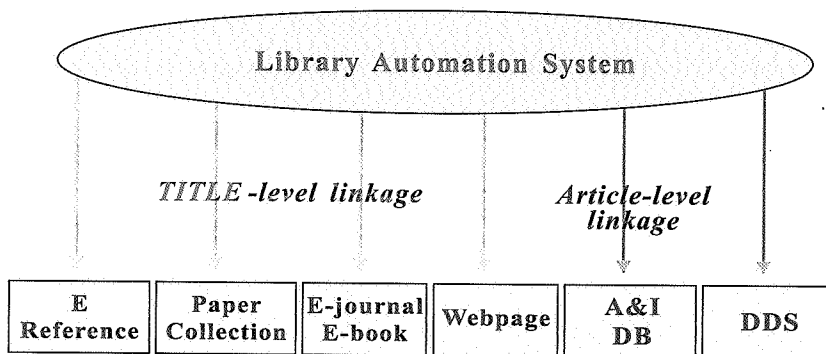 Library Automation System
TITLE-level linkage
Article-level
linkage
E
Reference
Paper
Collection
E-journal
E-book
Webpage
A&I
DB
DDS